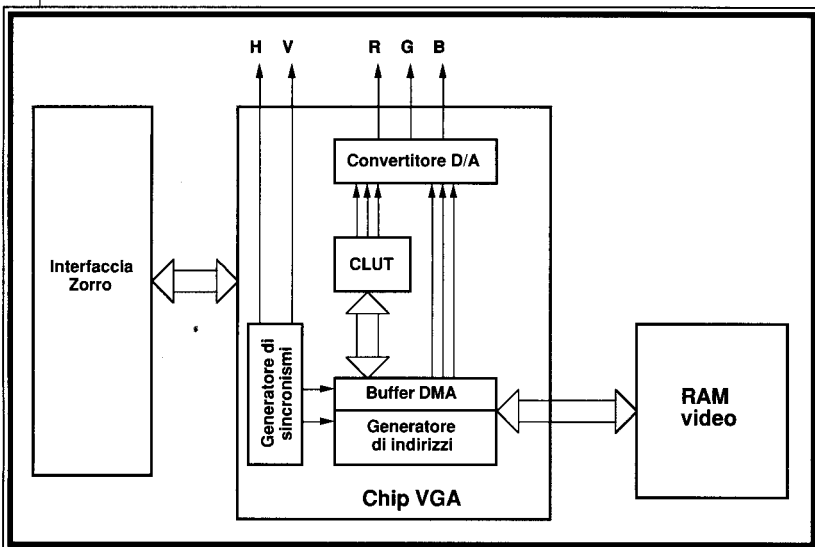 H V R G B
Convertitore D/A
Interfaccia
Zorro
CLUT
Generatore di
sincronismi
Buffer DMA
Generatore
di indirizzi
RAM
video
Chip VGA